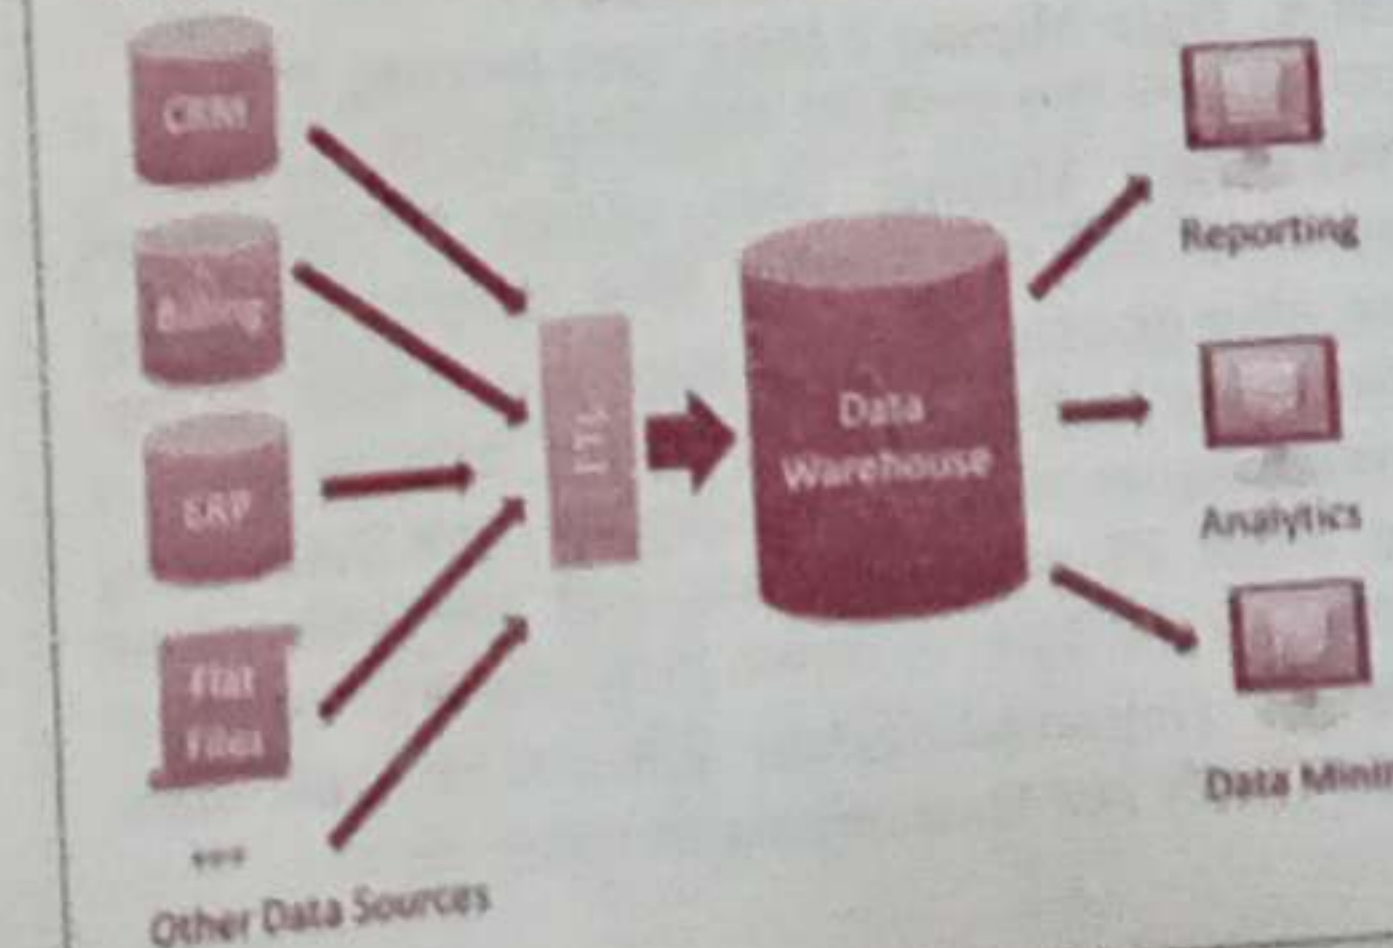 CRM
Billing
ERP
Flat
Files
...
Other Data Sources
ETL
Data
Warehouse
Reporting
Analytics
Data Minin